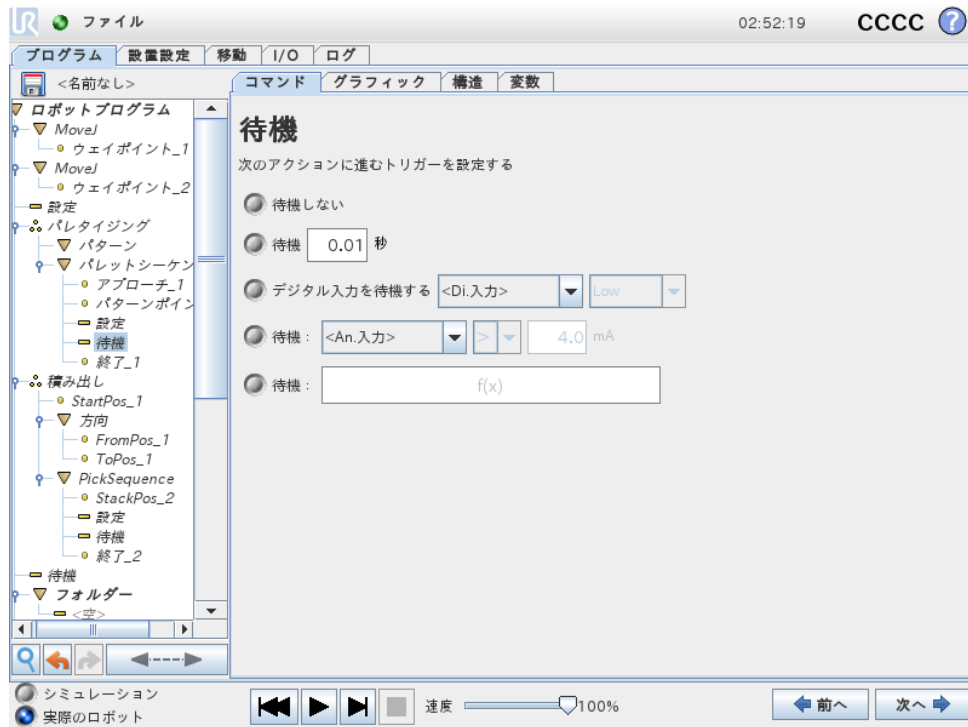 UR ファイル 02:52:19 CCCC ?
プログラム 設置設定 移動 I/O ログ
<名前なし>
コマンド グラフィック 構造 変数
ロボットプログラム
MoveJ
ウェイポイント_1
MoveJ
ウェイポイント_2
設定
パレタイジング
パターン
パレットシーケン
アプローチ_1
パターンポイン
設定
待機
終了_1
積み出し
StartPos_1
方向
FromPos_1
ToPos_1
PickSequence
StackPos_2
設定
待機
終了_2
待機
フォルダー
<空>
待機
次のアクションに進むトリガーを設定する
待機しない
待機 0.01 秒
デジタル入力を待機する <Di.入力> Low
待機 : <An.入力> > 4.0 mA
待機 : f(x)
シミュレーション
実際のロボット
速度 100%
前へ 次へ